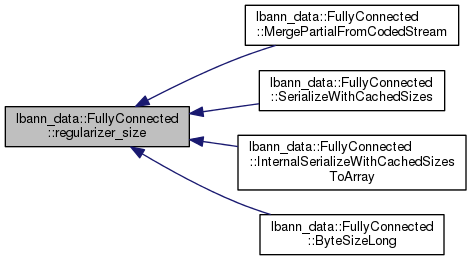 lbann_data::FullyConnected
::regularizer_size
lbann_data::FullyConnected
::MergePartialFromCodedStream
lbann_data::FullyConnected
::SerializeWithCachedSizes
lbann_data::FullyConnected
::InternalSerializeWithCachedSizes
ToArray
lbann_data::FullyConnected
::ByteSizeLong